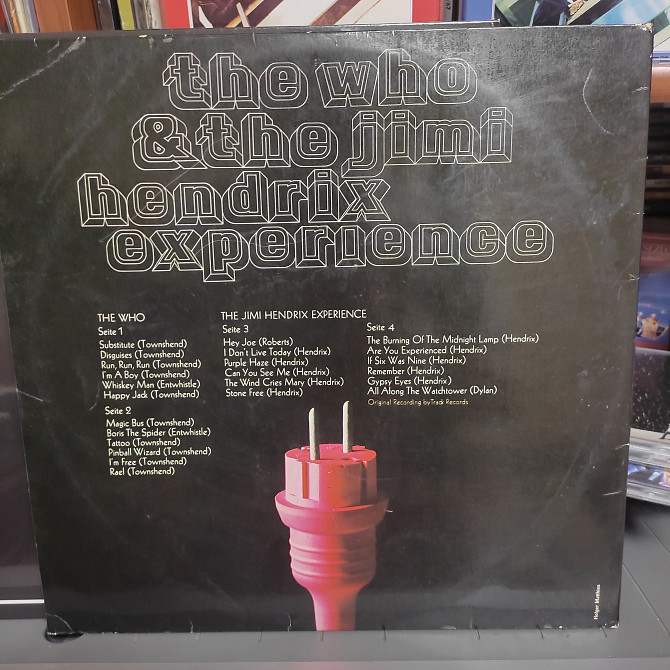 the who
& the jimi
hendrix
experience
THE WHO
Seite 1
Substitute (Townshend)
Disguises (Townshend)
Run, Run, Run (Townshend)
I'm A Boy (Townshend)
Whiskey Man (Entwhistle)
Happy Jack (Townshend)
Seite 2
Magic Bus (Townshend)
Boris The Spider (Entwhistle)
Tattoo (Townshend)
Pinball Wizard (Townshend)
I'm Free (Townshend)
Rael (Townshend)
THE JIMI HENDRIX EXPERIENCE
Seite 3
Hey Joe (Roberts)
I Don't Live Today (Hendrix)
Purple Haze (Hendrix)
Can You See Me (Hendrix)
The Wind Cries Mary (Hendrix)
Stone Free (Hendrix)
Seite 4
The Burning Of The Midnight Lamp (Hendrix)
Are You Experienced (Hendrix)
If Six Was Nine (Hendrix)
Remember (Hendrix)
Gypsy Eyes (Hendrix)
All Along The Watchtower (Dylan)
Original Recording by Track Records
Holger Matthies